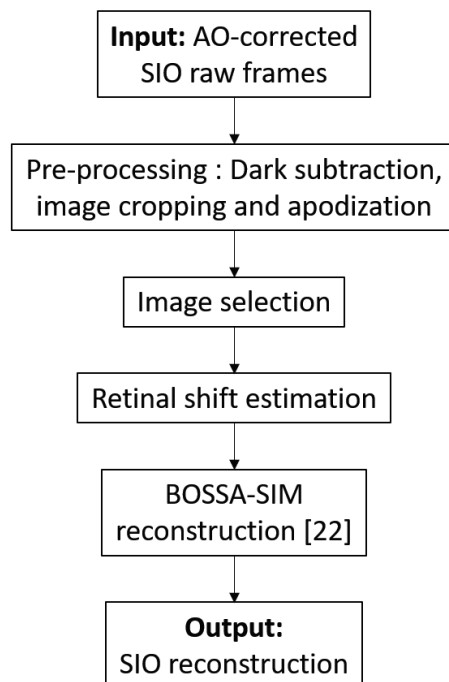 Input: AO-corrected
SIO raw frames
Pre-processing : Dark subtraction,
image cropping and apodization
Image selection
Retinal shift estimation
BOSSA-SIM
reconstruction [22]
Output:
SIO reconstruction